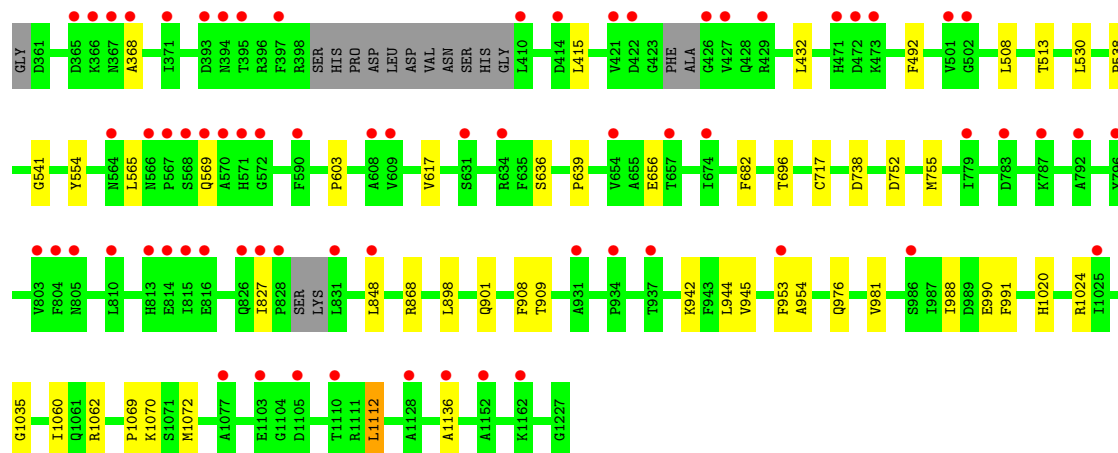 GLY D361 D365 K366 N367 A368 I371 D393 N394 T395 R396 F397 R398 SER HIS PRO ASP LEU ASP VAL ASN SER HIS GLY L410 D414 L415 V421 D422 G423 PHE ALA G426 V427 Q428 R429 L432 H471 D472 K473 F492 V501 G502 L508 T513 L530
G541 Y554 N564 L565 N566 P567 S568 Q569 A570 H571 G572 F590 P603 A608 V609 V617 S631 R634 F635 S636 P639 V654 A655 E656 T657 I674 F682 T696 C717 D738 D752 M755 I779 D783 K787 A792
V803 F804 N805 L810 H813 E814 I815 E816 Q826 I827 P828 SER LYS L831 L848 R868 L898 Q901 F908 T909 A931 P934 T937 K942 F943 L944 V945 F953 A954 Q976 V981 S986 I987 I988 D989 E990 F991 H1020 R1024 I1025
G1035 I1060 Q1061 R1062 P1069 K1070 S1071 M1072 A1077 E1103 G1104 D1105 T1110 R1111 L1112 A1128 A1136 A1152 K1162 G1227